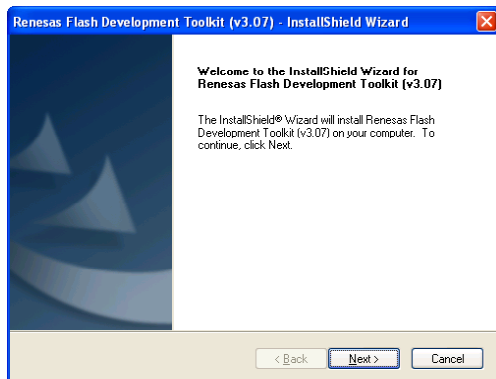 Renesas Flash Development Toolkit (v3.07) - InstallShield Wizard
Welcome to the InstallShield Wizard for
Renesas Flash Development Toolkit (v3.07)
The InstallShield® Wizard will install Renesas Flash
Development Toolkit (v3.07) on your computer. To
continue, click Next.
< Back Next > Cancel